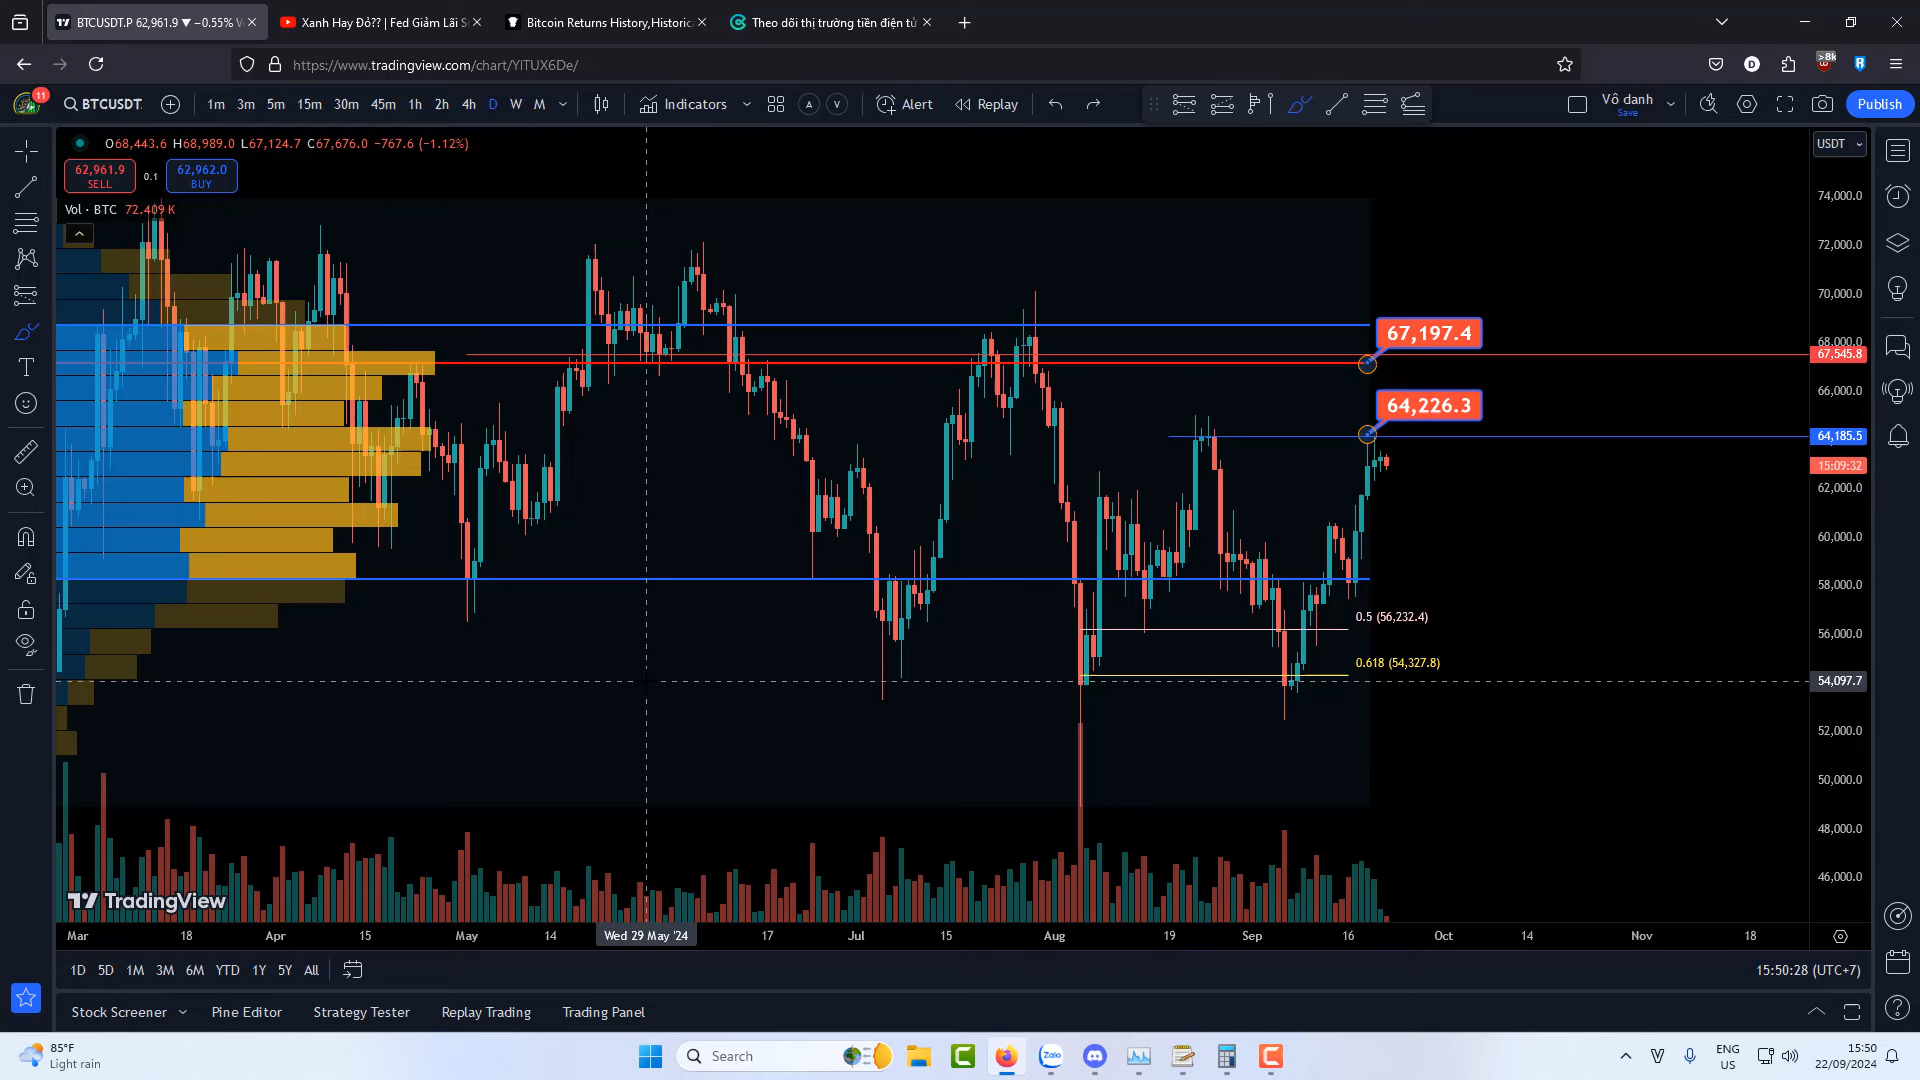 BTCUSDT.P 62,961.9 ▼ −0.55%
Xanh Hay Đỏ?? | Fed Giảm Lãi S
Bitcoin Returns History,Historic
Theo dõi thị trường tiền điện tử
https://www.tradingview.com/chart/YITUX6De/
>8k
11
BTCUSDT.
1m 3m 5m 15m 30m 45m 1h 2h 4h D W M
Indicators
A V
Alert
Replay
Vô danh
Save
Publish
O68,443.6 H68,989.0 L67,124.7 C67,676.0 −767.6 (−1.12%)
USDT
62,961.9
SELL
0.1
62,962.0
BUY
Vol · BTC 72.409 K
74,000.0
72,000.0
70,000.0
68,000.0
67,545.8
66,000.0
64,185.5
15:09:32
62,000.0
60,000.0
58,000.0
56,000.0
54,097.7
52,000.0
50,000.0
48,000.0
46,000.0
67,197.4
64,226.3
0.5 (56,232.4)
0.618 (54,327.8)
TradingView
Mar 18 Apr 15 May 14 Wed 29 May '24 17 Jul 15 Aug 19 Sep 16 Oct 14 Nov 18
1D 5D 1M 3M 6M YTD 1Y 5Y All
15:50:28 (UTC+7)
Stock Screener Pine Editor Strategy Tester Replay Trading Trading Panel
85°F
Light rain
Search
Zalo
ENG
US
15:50
22/09/2024